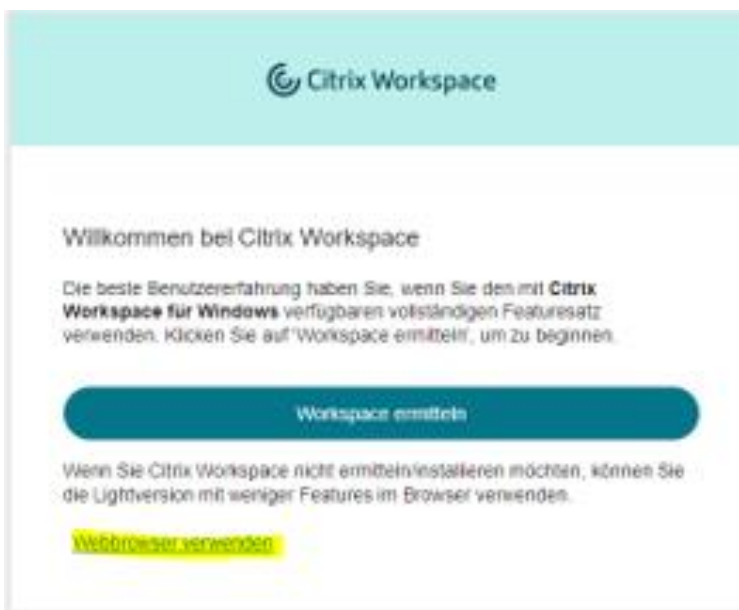 Citrix Workspace
Willkommen bei Citrix Workspace
Die beste Benutzererfahrung haben Sie, wenn Sie den mit Citrix
Workspace für Windows verfügbaren vollständigen Featuresatz
verwenden. Klicken Sie auf 'Workspace ermitteln', um zu beginnen.
Workspace ermitteln
Wenn Sie Citrix Workspace nicht ermitteln/installieren möchten, können Sie
die Lightversion mit weniger Features im Browser verwenden.
Webbrowser verwenden